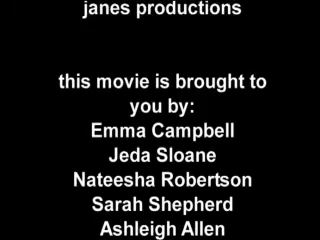 janes productions
this movie is brought to
you by:
Emma Campbell
Jeda Sloane
Nateesha Robertson
Sarah Shepherd
Ashleigh Allen